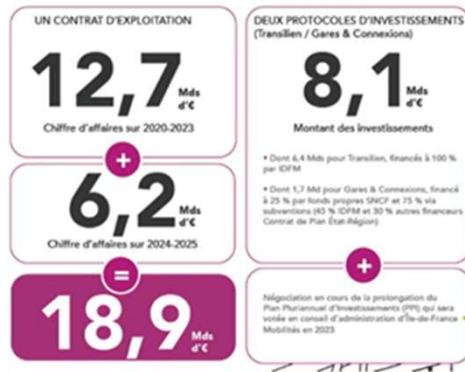 UN CONTRAT D'EXPLOITATION
12,7 Mds d'€
Chiffre d'affaires sur 2020-2023
+
6,2 Mds d'€
Chiffre d'affaires sur 2024-2025
=
18,9 Mds d'€
DEUX PROTOCOLES D'INVESTISSEMENTS
(Transilien / Gares & Connexions)
8,1 Mds d'€
Montant des investissements
• Dont 6,4 Mds pour Transilien, financés à 100 %
par IDFM
• Dont 1,7 Md pour Gares & Connexions, financé
à 25 % par fonds propres SNCF et 75 % via
subventions (45 % IDFM et 30 % autres financeurs
Contrat de Plan État-Région)
+
Négociation en cours de la prolongation du
Plan Pluriannuel d'Investissements (PPI) qui sera
votée en conseil d'administration d'Île-de-France
Mobilités en 2023